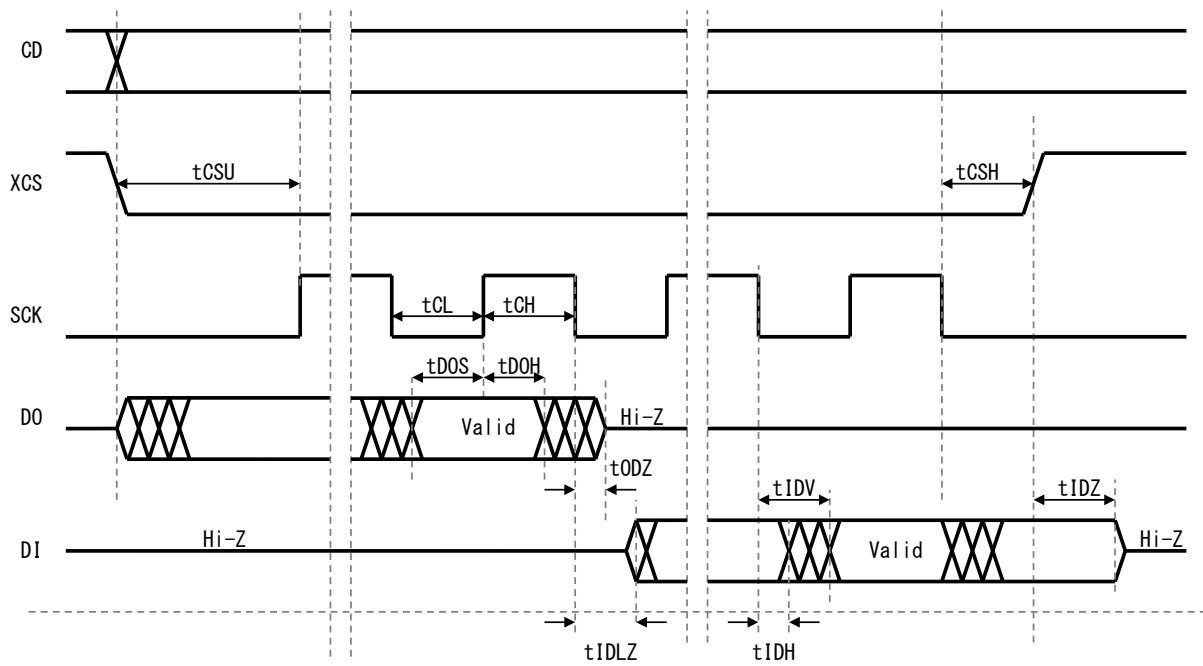 CD
tCSU
tCSH
XCS
tCL
tCH
SCK
tDOS
tDOH
DO
Valid
Hi-Z
tODZ
tIDV
tIDZ
Hi-Z
DI
Valid
Hi-Z
tIDLZ
tIDH